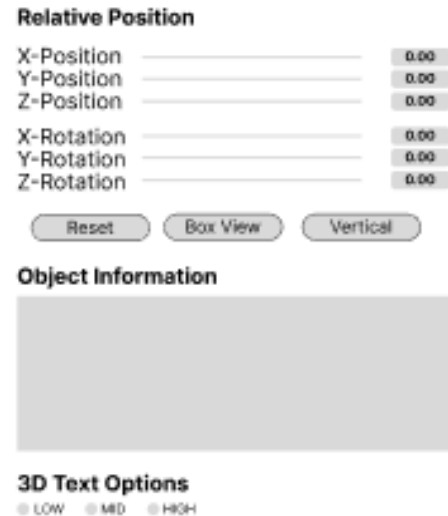 Relative Position
X-Position 0.00
Y-Position 0.00
Z-Position 0.00
X-Rotation 0.00
Y-Rotation 0.00
Z-Rotation 0.00
Reset Box View Vertical
Object Information
3D Text Options
LOW MID HIGH